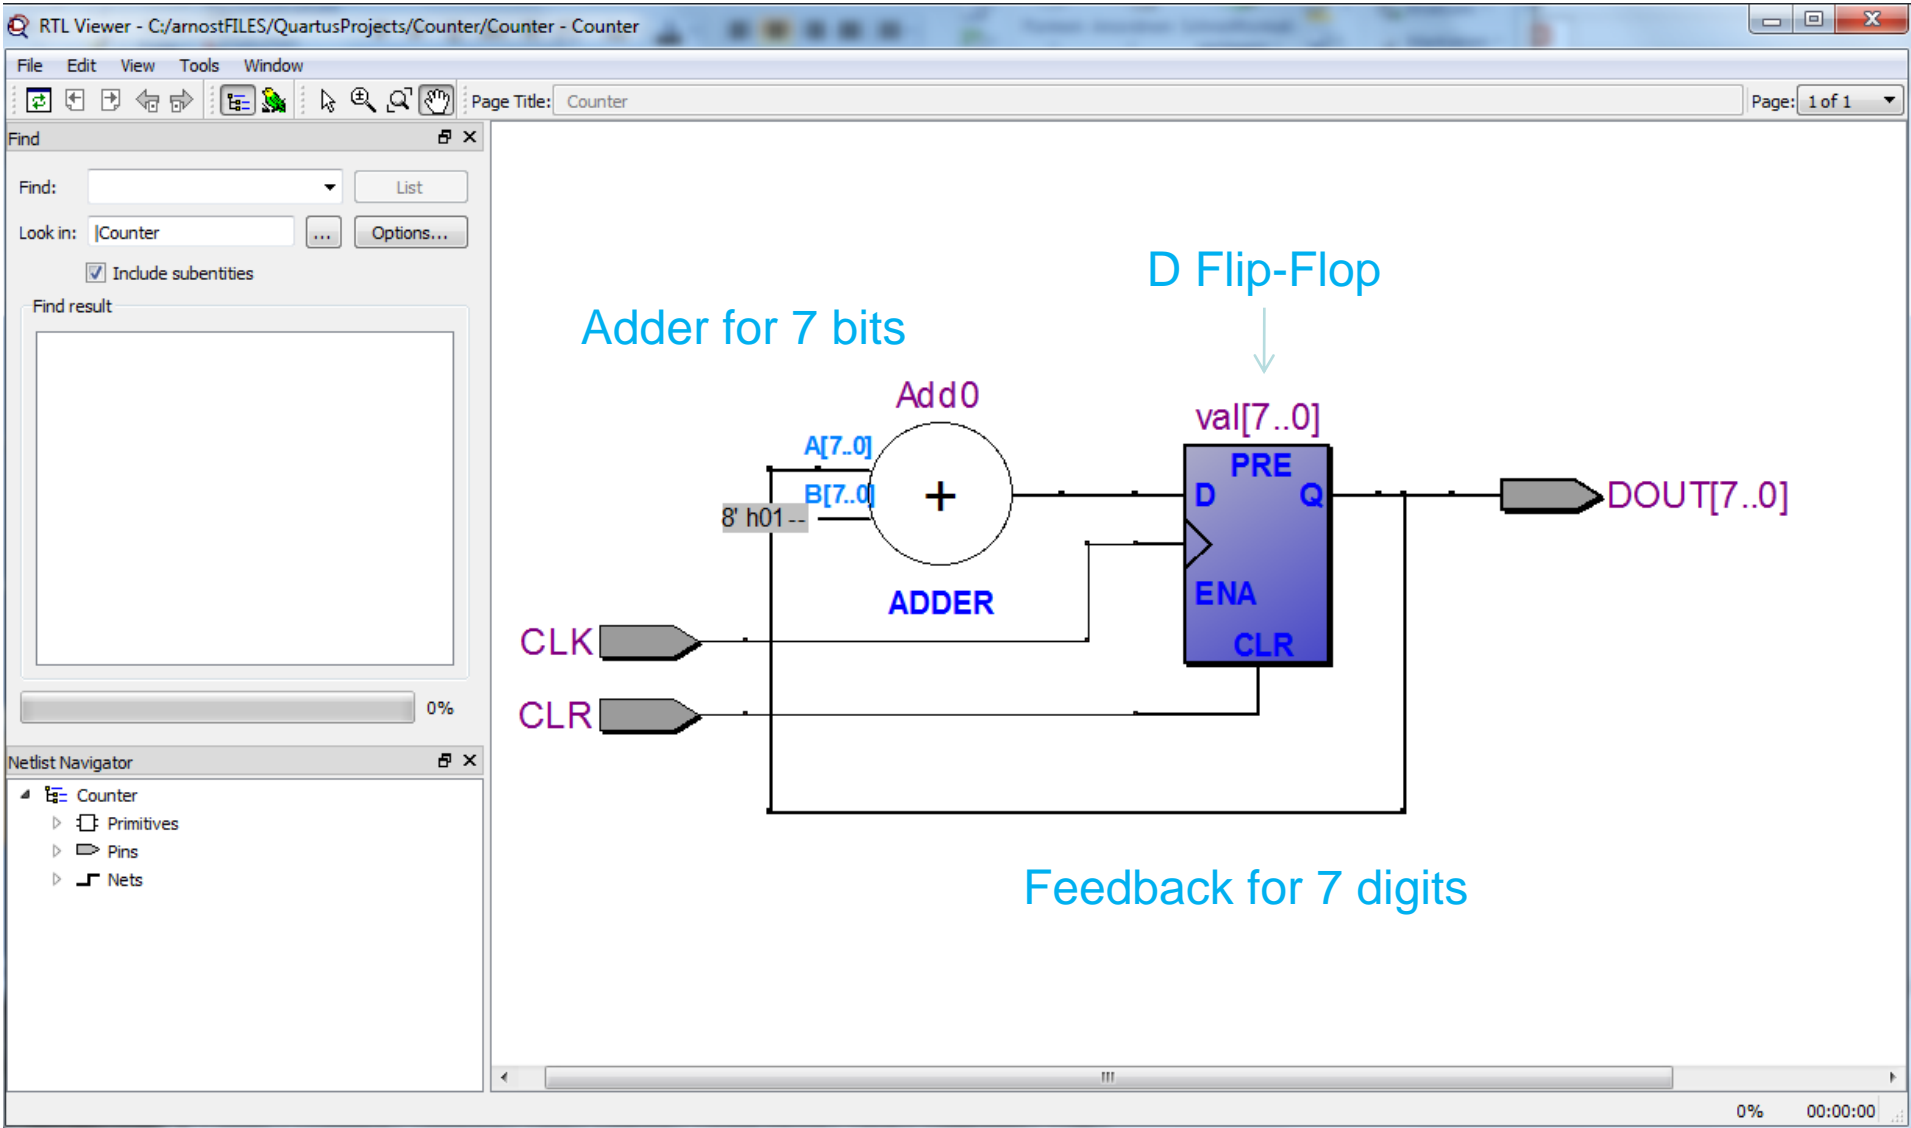 RTL Viewer - C:/arnostFILES/QuartusProjects/Counter/Counter - Counter
File Edit View Tools Window
Page Title: Counter
Page: 1 of 1
Find
Find: List
Look in: |Counter ... Options...
Include subentities
Find result
0%
Netlist Navigator
Counter
Primitives
Pins
Nets
D Flip-Flop
Adder for 7 bits
Add0
val[7..0]
A[7..0]
PRE
B[7..0]
+
D
Q
DOUT[7..0]
8' h01 --
ENA
ADDER
CLK
CLR
CLR
Feedback for 7 digits
0% 00:00:00